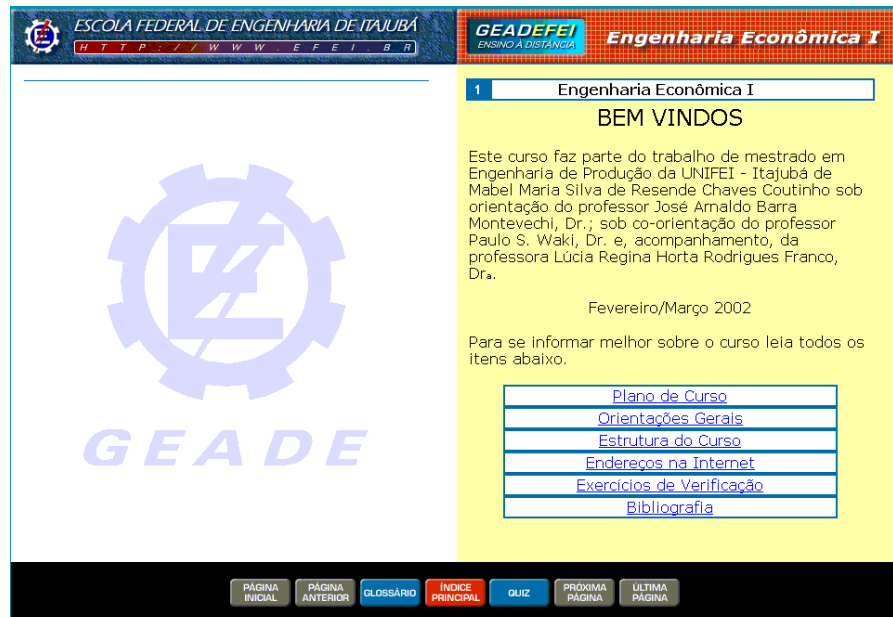 ESCOLA FEDERAL DE ENGENHARIA DE ITAJUBÁ
HTTP://WWW.EFEI.BR
GEADEFEI
ENSINO À DISTÂNCIA
Engenharia Econômica I
1 Engenharia Econômica I
BEM VINDOS
Este curso faz parte do trabalho de mestrado em
Engenharia de Produção da UNIFEI - Itajubá de
Mabel Maria Silva de Resende Chaves Coutinho sob
orientação do professor José Arnaldo Barra
Montevechi, Dr.; sob co-orientação do professor
Paulo S. Waki, Dr. e, acompanhamento, da
professora Lúcia Regina Horta Rodrigues Franco,
Drₐ.
Fevereiro/Março 2002
Para se informar melhor sobre o curso leia todos os
itens abaixo.
Plano de Curso
Orientações Gerais
Estrutura do Curso
Endereços na Internet
Exercícios de Verificação
Bibliografia
GEADE
PÁGINA INICIAL
PÁGINA ANTERIOR
GLOSSÁRIO
ÍNDICE PRINCIPAL
QUIZ
PRÓXIMA PÁGINA
ÚLTIMA PÁGINA